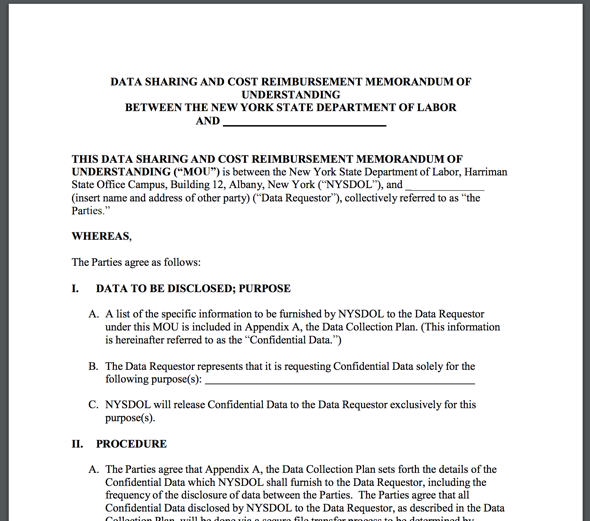 DATA SHARING AND COST REIMBURSEMENT MEMORANDUM OF
UNDERSTANDING
BETWEEN THE NEW YORK STATE DEPARTMENT OF LABOR
AND ____________________________
THIS DATA SHARING AND COST REIMBURSEMENT MEMORANDUM OF
UNDERSTANDING (“MOU”) is between the New York State Department of Labor, Harriman
State Office Campus, Building 12, Albany, New York (“NYSDOL”), and ______________
(insert name and address of other party) (“Data Requestor”), collectively referred to as “the
Parties.”
WHEREAS,
The Parties agree as follows:
I. DATA TO BE DISCLOSED; PURPOSE
A. A list of the specific information to be furnished by NYSDOL to the Data Requestor
under this MOU is included in Appendix A, the Data Collection Plan. (This information
is hereinafter referred to as the “Confidential Data.”)
B. The Data Requestor represents that it is requesting Confidential Data solely for the
following purpose(s): ________________________________________________
C. NYSDOL will release Confidential Data to the Data Requestor exclusively for this
purpose(s).
II. PROCEDURE
A. The Parties agree that Appendix A, the Data Collection Plan sets forth the details of the
Confidential Data which NYSDOL shall furnish to the Data Requestor, including the
frequency of the disclosure of data between the Parties. The Parties agree that all
Confidential Data disclosed by NYSDOL to the Data Requestor, as described in the Data
Collection Plan, will be done via a secure file transfer process to be determined by